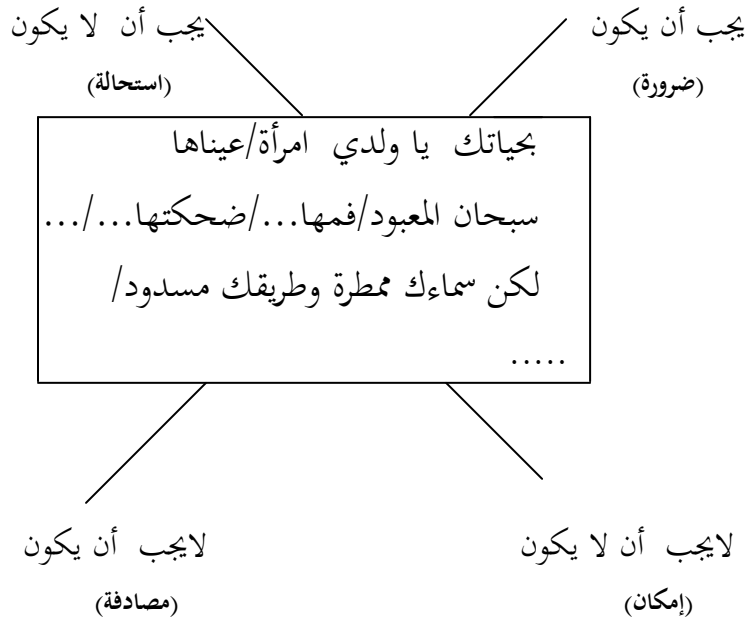 يجب أن يكون
(ضرورة)
يجب أن لا يكون
(استحالة)
بحياتك يا ولدي امرأة/عيناها
سبحان المعبود/فمها.../ضحكتها.../...
لكن سماءك ممطرة وطريقك مسدود/
.....
لايجب أن لا يكون
(إمكان)
لايجب أن يكون
(مصادفة)